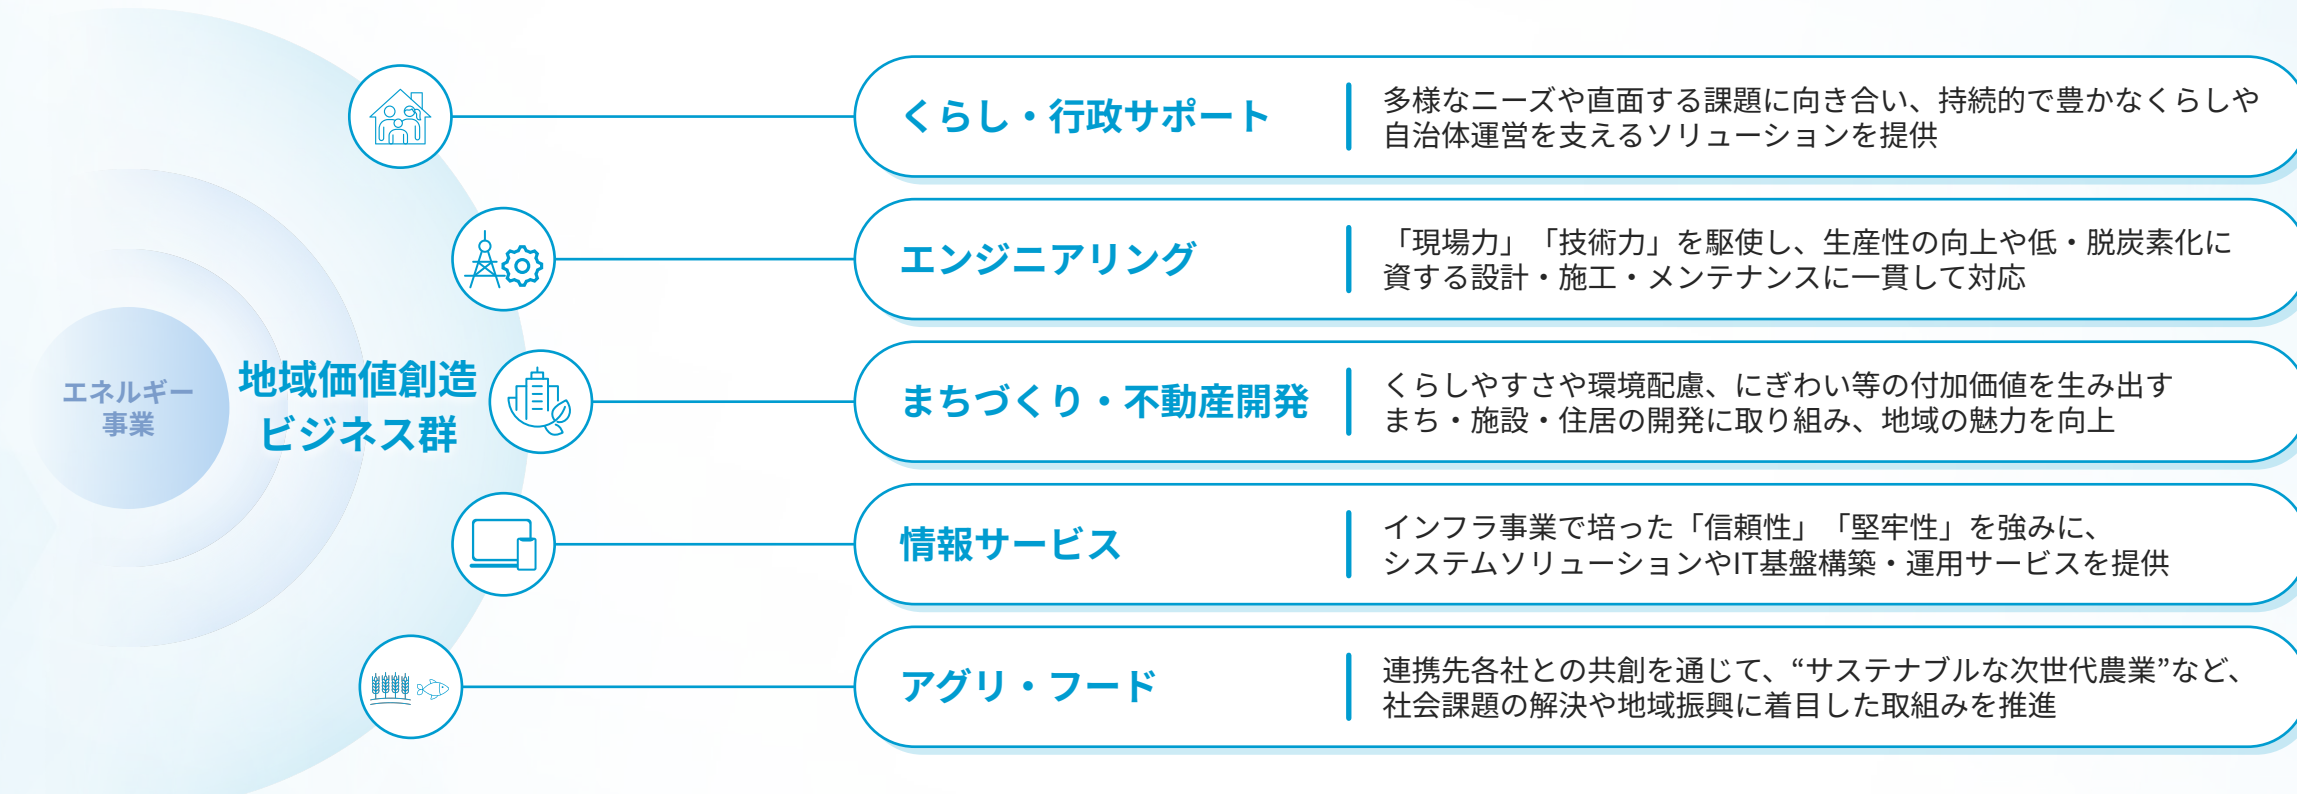 エネルギー
事業
地域価値創造
ビジネス群
くらし・行政サポート
多様なニーズや直面する課題に向き合い、持続的で豊かなくらしや
自治体運営を支えるソリューションを提供
エンジニアリング
「現場力」「技術力」を駆使し、生産性の向上や低・脱炭素化に
資する設計・施工・メンテナンスに一貫して対応
まちづくり・不動産開発
くらしやすさや環境配慮、にぎわい等の付加価値を生み出す
まち・施設・住居の開発に取り組み、地域の魅力を向上
情報サービス
インフラ事業で培った「信頼性」「堅牢性」を強みに、
システムソリューションやIT基盤構築・運用サービスを提供
アグリ・フード
連携先各社との共創を通じて、“サステナブルな次世代農業”など、
社会課題の解決や地域振興に着目した取組みを推進